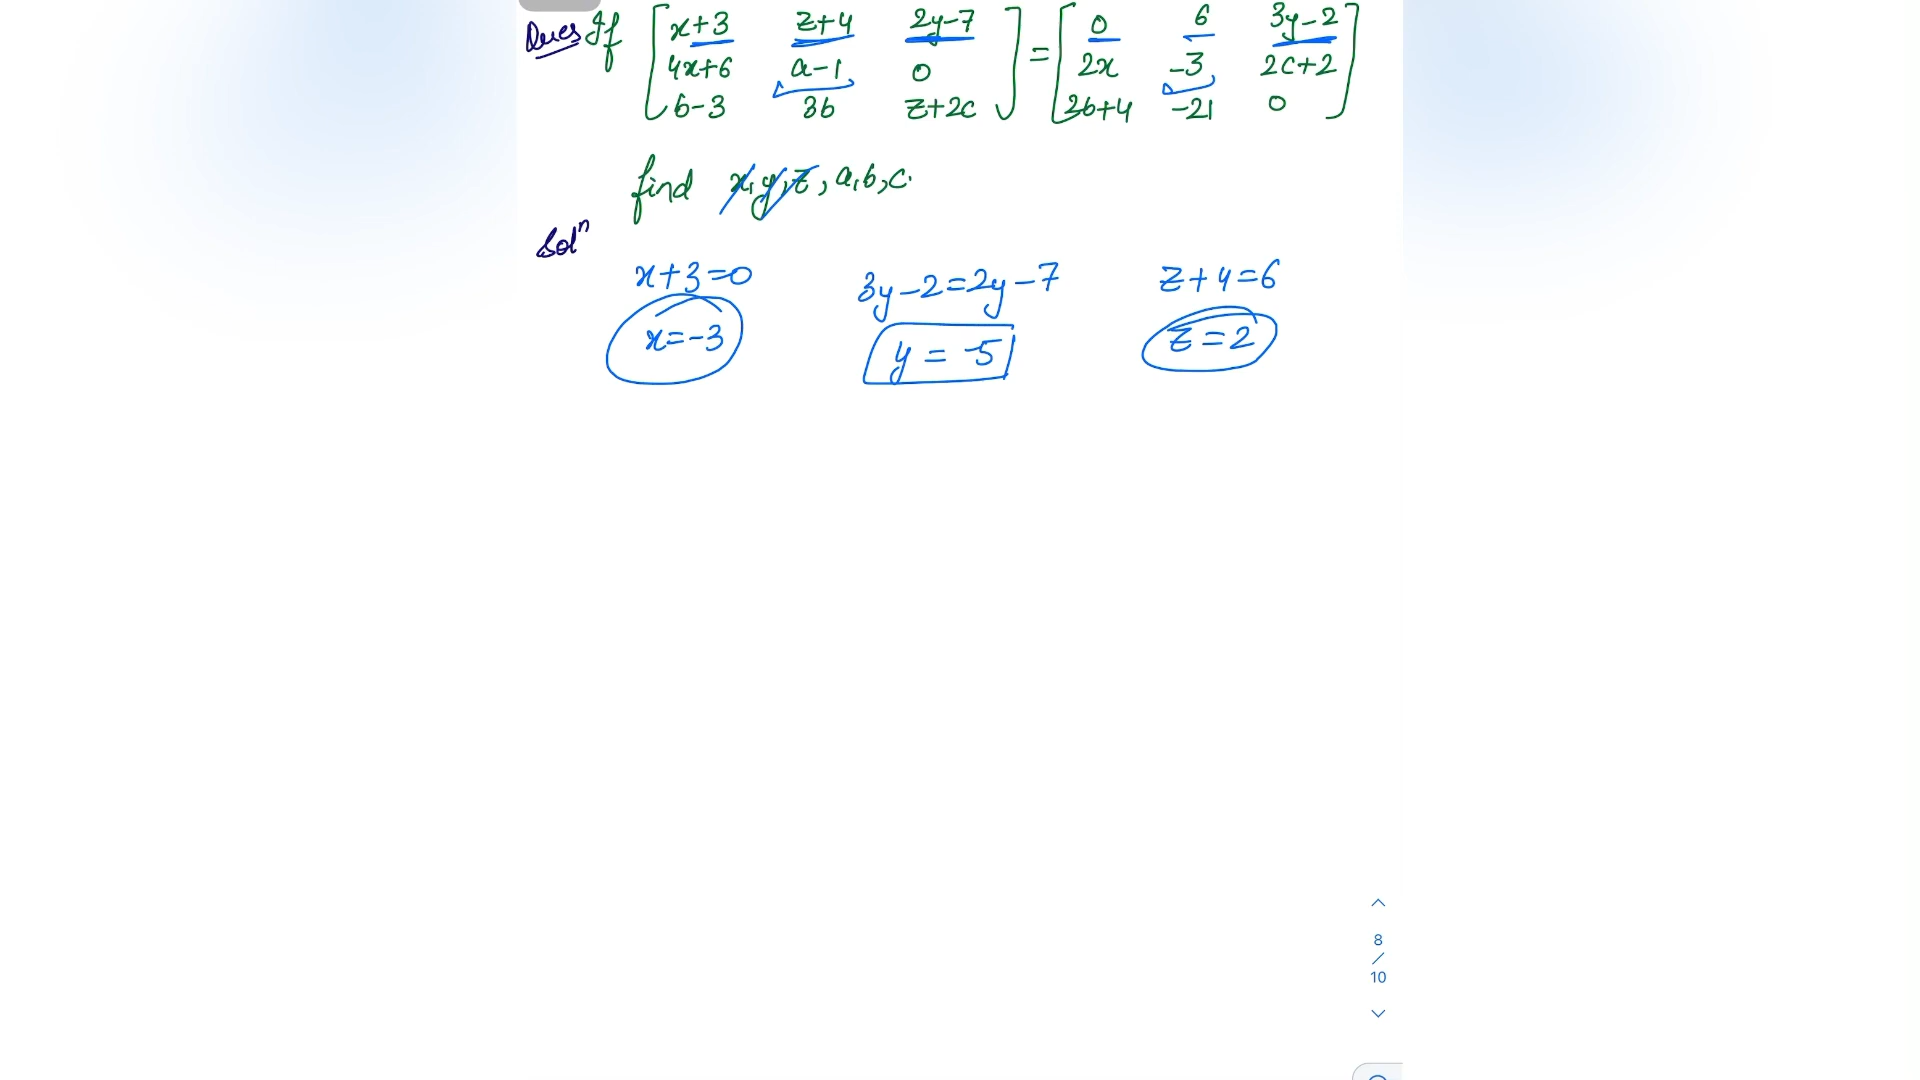 Ques If [ x+3 z+4 2y-7 ] = [ 0 6 3y-2 ]
4x+6 a-1 0 2x -3 2c+2
b-3 3b z+2c 2b+4 -21 0
find x,y,z, a,b,c.
Solⁿ
x+3=0 3y-2=2y-7 z+4=6
x=-3 y = -5 z=2
8
/
10